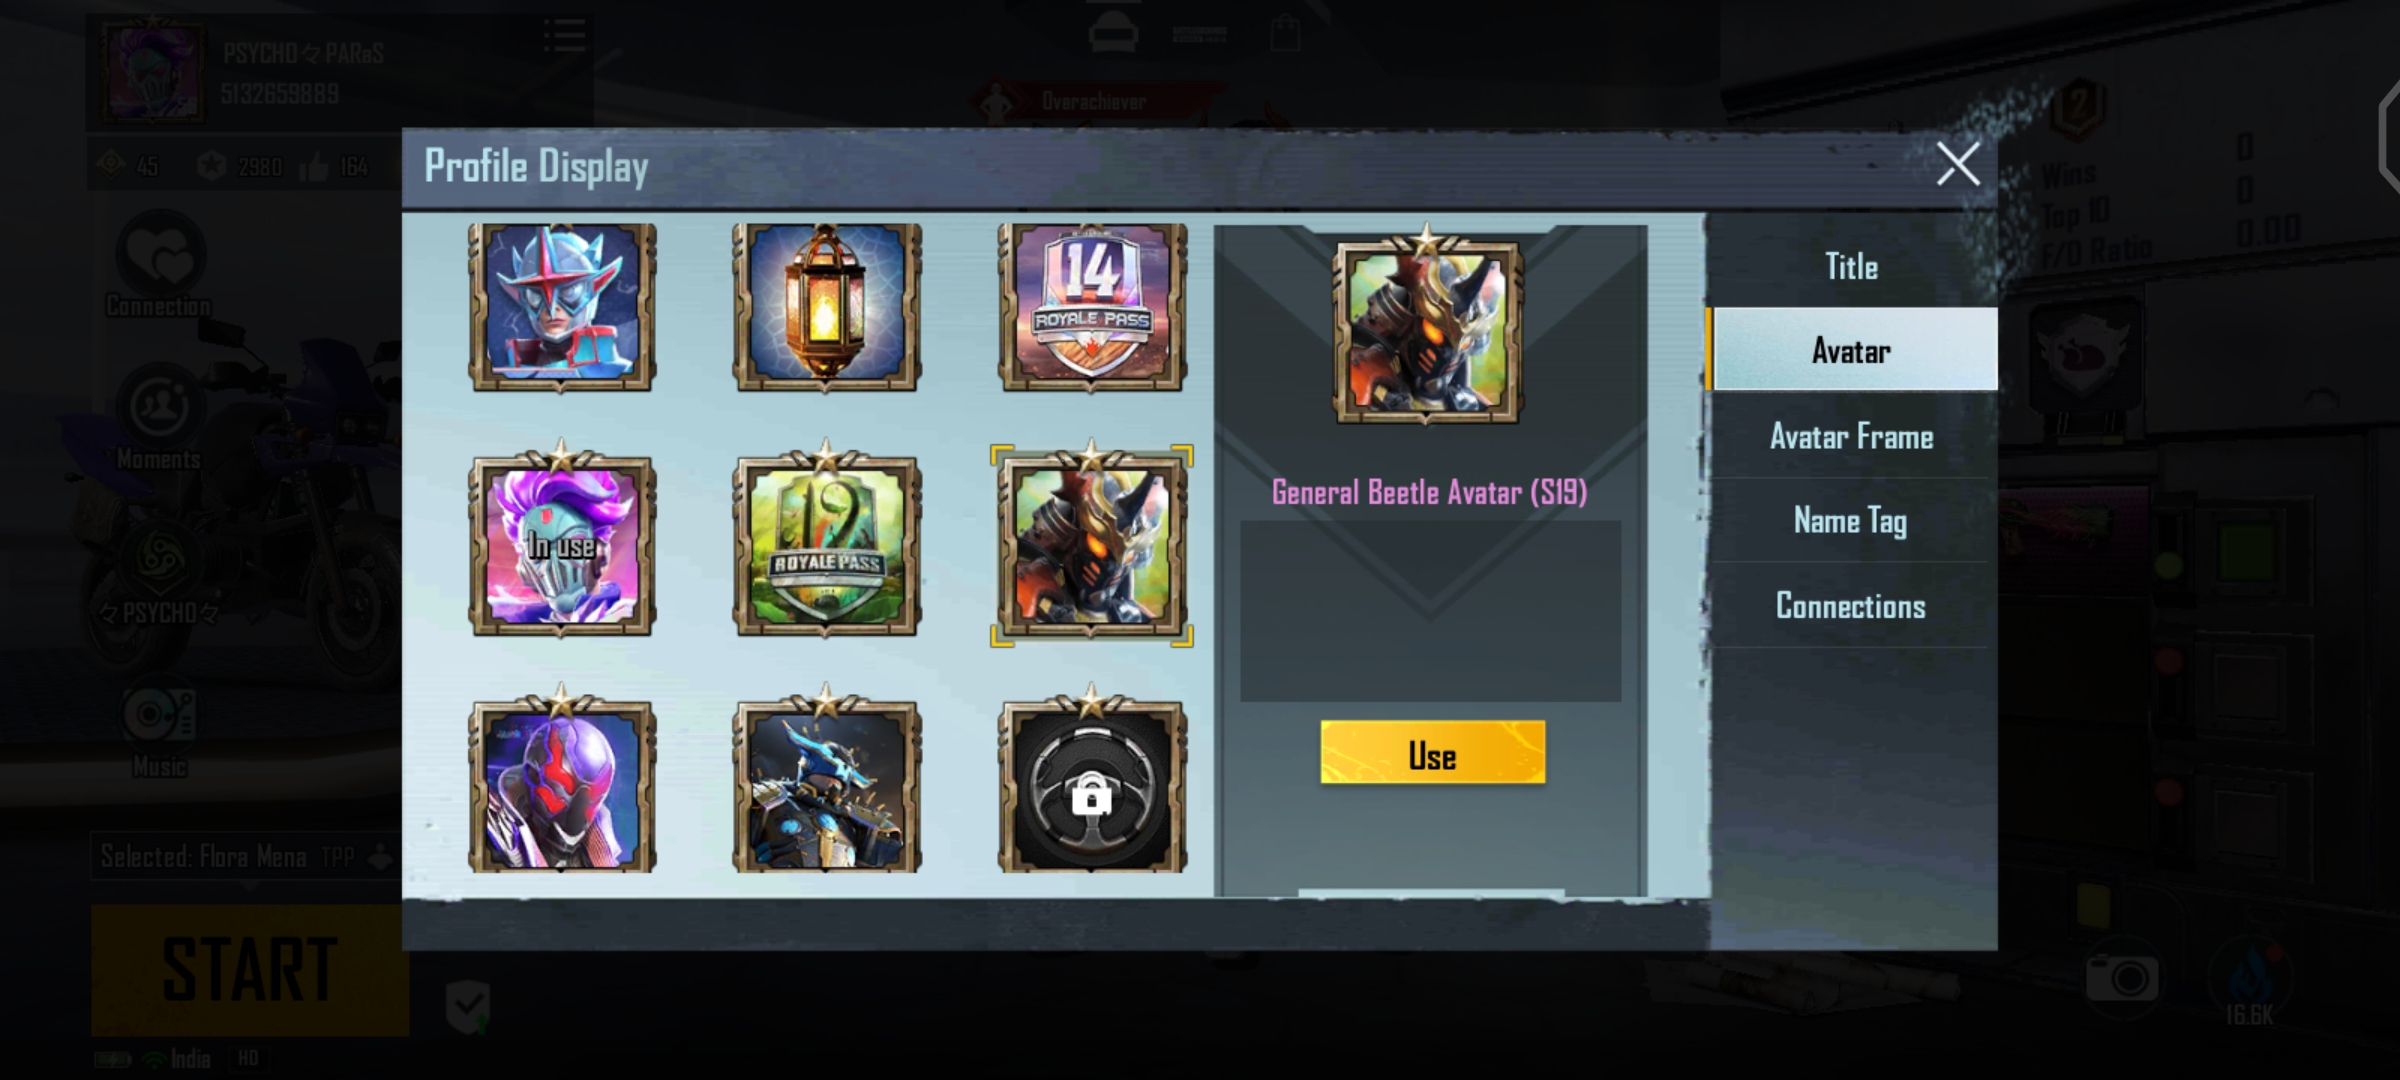 PSYCHO々PARaS
5132659889
45
2980
164
Overachiever
2
0
Wins
0
Top 10
0.00
F/D Ratio
Profile Display
Title
Avatar
Avatar Frame
Name Tag
Connections
14
ROYALE PASS
In use
19
ROYALE PASS
General Beetle Avatar (S19)
Use
Connection
Moments
々PSYCHO々
Music
Selected: Flora Mena TPP
START
India HD
16.6K